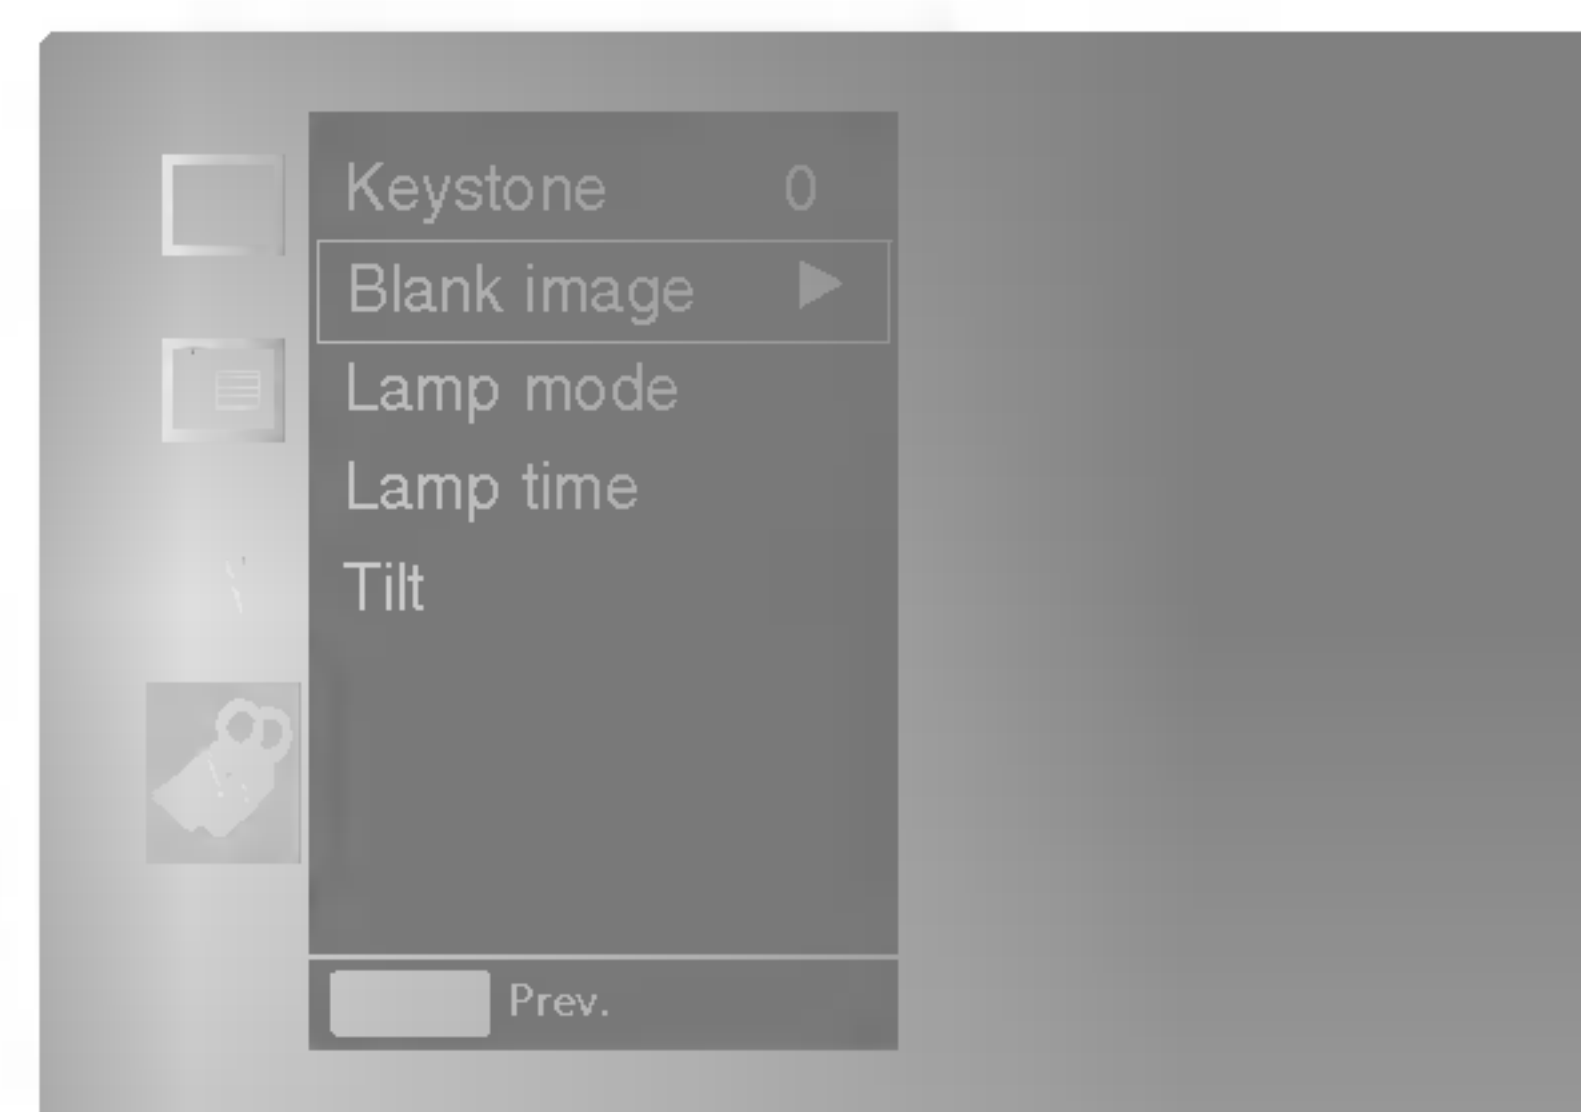 Keystone 0
Blank image ▶
Lamp mode
Lamp time
Tilt
Prev.